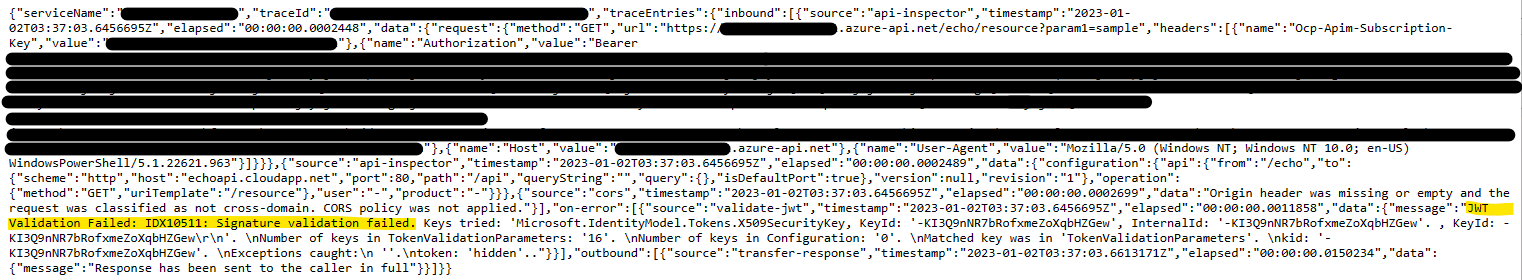 {"serviceName":" ","traceId":" ","traceEntries":{"inbound":[{"source":"api-inspector","timestamp":"2023-01-
02T03:37:03.6456695Z","elapsed":"00:00:00.0002448","data":{"request":{"method":"GET","url":"https:/ .azure-api.net/echo/resource?param1=sample","headers":[{"name":"Ocp-Apim-Subscription-
Key","value": "},{"name":"Authorization","value":"Bearer
"},{"name":"Host","value":" .azure-api.net"},{"name":"User-Agent","value":"Mozilla/5.0 (Windows NT; Windows NT 10.0; en-US)
WindowsPowerShell/5.1.22621.963"}]}}},{"source":"api-inspector","timestamp":"2023-01-02T03:37:03.6456695Z","elapsed":"00:00:00.0002489","data":{"configuration":{"api":{"from":"/echo","to":
{"scheme":"http","host":"echoapi.cloudapp.net","port":80,"path":"/api","queryString":"","query":{},"isDefaultPort":true},"version":null,"revision":"1"},"operation":
{"method":"GET","uriTemplate":"/resource"},"user":"-","product":"-"}}},{"source":"cors","timestamp":"2023-01-02T03:37:03.6456695Z","elapsed":"00:00:00.0002699","data":"Origin header was missing or empty and the
request was classified as not cross-domain. CORS policy was not applied."}],"on-error":[{"source":"validate-jwt","timestamp":"2023-01-02T03:37:03.6456695Z","elapsed":"00:00:00.0011858","data":{"message":"JWT
Validation Failed: IDX10511: Signature validation failed. Keys tried: 'Microsoft.IdentityModel.Tokens.X509SecurityKey, KeyId: '-KI3Q9nNR7bRofxmeZoXqbHZGew', InternalId: '-KI3Q9nNR7bRofxmeZoXqbHZGew'. , KeyId: -
KI3Q9nNR7bRofxmeZoXqbHZGew\r\n'. \nNumber of keys in TokenValidationParameters: '16'. \nNumber of keys in Configuration: '0'. \nMatched key was in 'TokenValidationParameters'. \nkid: '-
KI3Q9nNR7bRofxmeZoXqbHZGew'. \nExceptions caught:\n ''.\ntoken: 'hidden'.."}}],"outbound":[{"source":"transfer-response","timestamp":"2023-01-02T03:37:03.6613171Z","elapsed":"00:00:00.0150234","data":
{"message":"Response has been sent to the caller in full"}}]}}